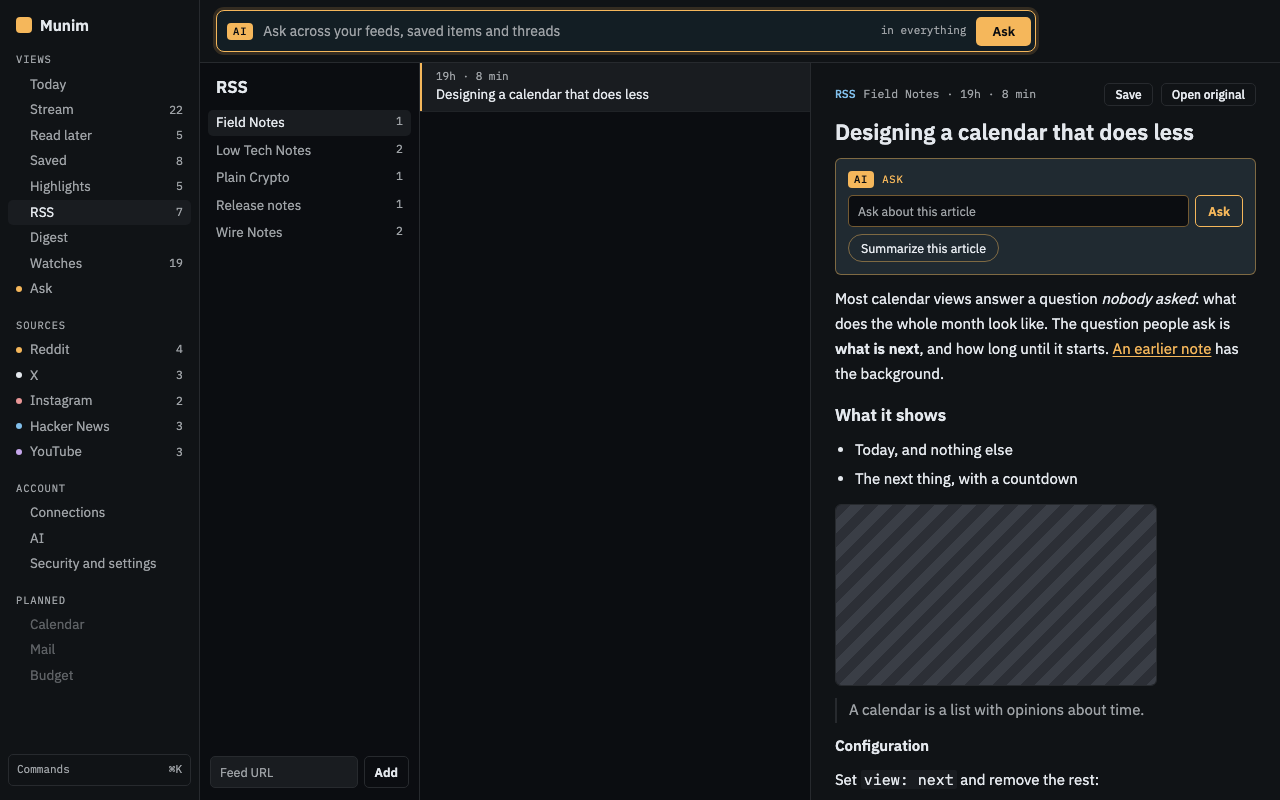 Munim
VIEWS
Today
Stream 22
Read later 5
Saved 8
Highlights 5
RSS 7
Digest
Watches 19
Ask
SOURCES
Reddit 4
X 3
Instagram 2
Hacker News 3
YouTube 3
ACCOUNT
Connections
AI
Security and settings
PLANNED
Calendar
Mail
Budget
Commands ⌘K
AI Ask across your feeds, saved items and threads in everything Ask
RSS
Field Notes 1
Low Tech Notes 2
Plain Crypto 1
Release notes 1
Wire Notes 2
Feed URL Add
19h · 8 min
Designing a calendar that does less
RSS Field Notes · 19h · 8 min Save Open original
Designing a calendar that does less
AI ASK
Ask about this article Ask
Summarize this article
Most calendar views answer a question nobody asked: what
does the whole month look like. The question people ask is
what is next, and how long until it starts. An earlier note has
the background.
What it shows
• Today, and nothing else
• The next thing, with a countdown
A calendar is a list with opinions about time.
Configuration
Set view: next and remove the rest: